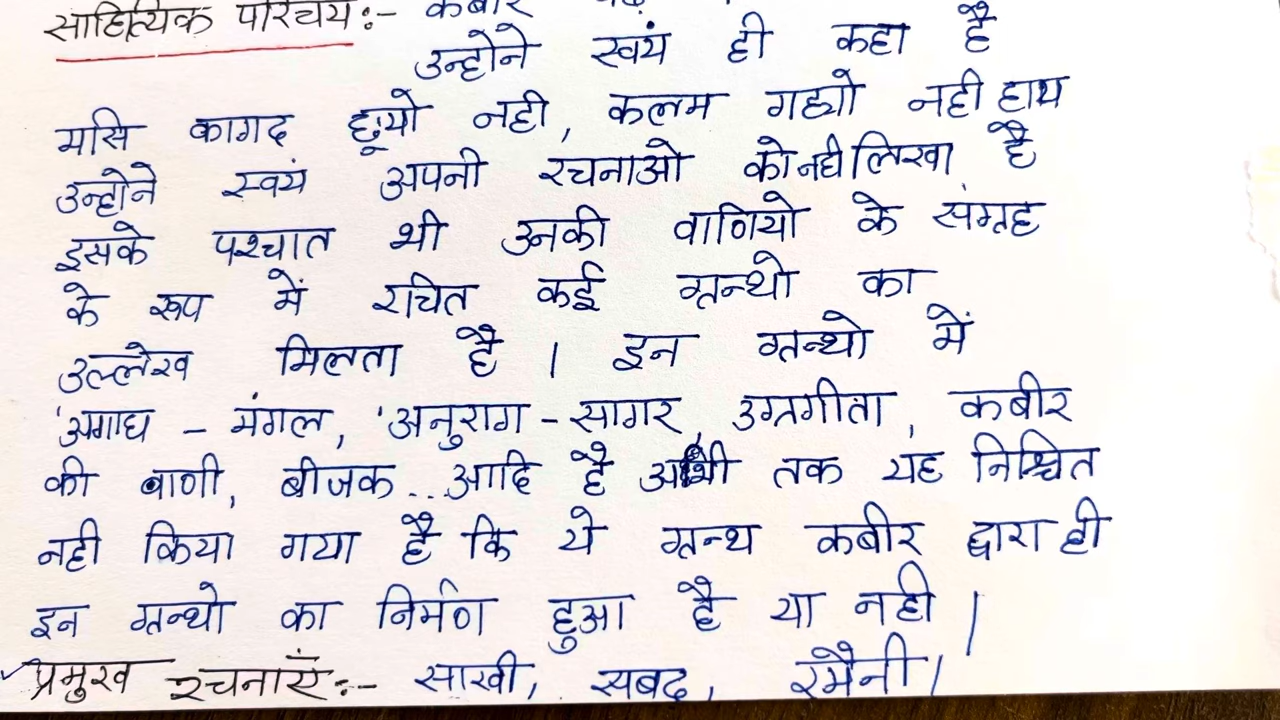 साहित्यिक परिचय:- कबीर
उन्होने स्वयं ही कहा है
मसि कागद छूयो नही, कलम गह्यो नही हाथ
उन्होने स्वयं अपनी रचनाओ को नही लिखा है
इसके पश्चात भी उनकी वाणियो के संग्रह
के रूप में रचित कई ग्रन्थो का
उल्लेख मिलता है । इन ग्रन्थो में
'अगाध - मंगल, 'अनुराग - सागर, उग्रगीता, कबीर
की बाणी, बीजक... आदि है अभी तक यह निश्चित
नही किया गया है कि ये ग्रन्थ कबीर द्वारा ही
इन ग्रन्थो का निर्मण हुआ है या नही ।
प्रमुख रचनाएँ:- साखी, सबद, रमैनी ।